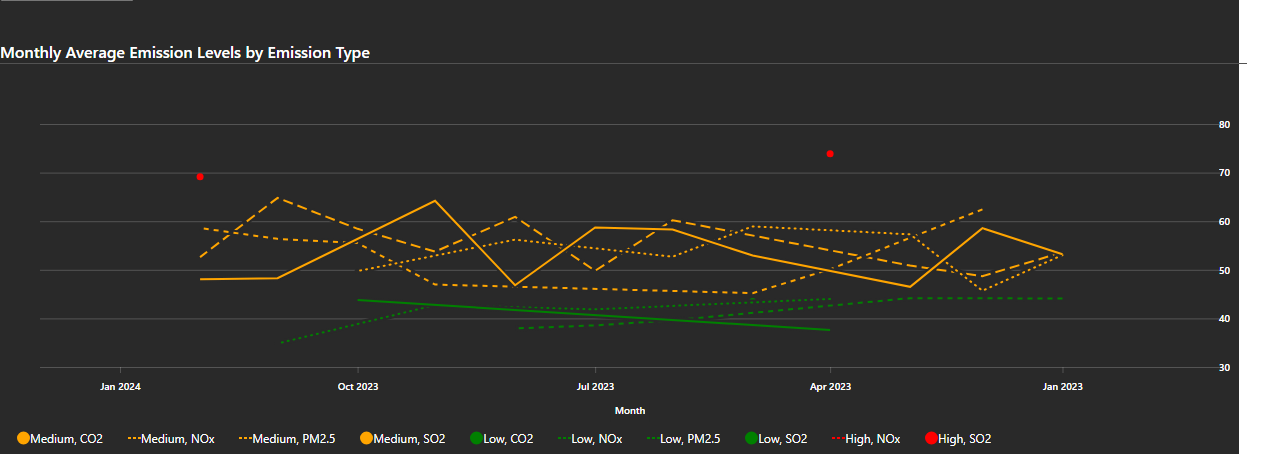 Monthly Average Emission Levels by Emission Type
80
70
60
50
40
30
Jan 2024 Oct 2023 Jul 2023 Apr 2023 Jan 2023
Month
Medium, CO2 Medium, NOx Medium, PM2.5 Medium, SO2 Low, CO2 Low, NOx Low, PM2.5 Low, SO2 High, NOx High, SO2